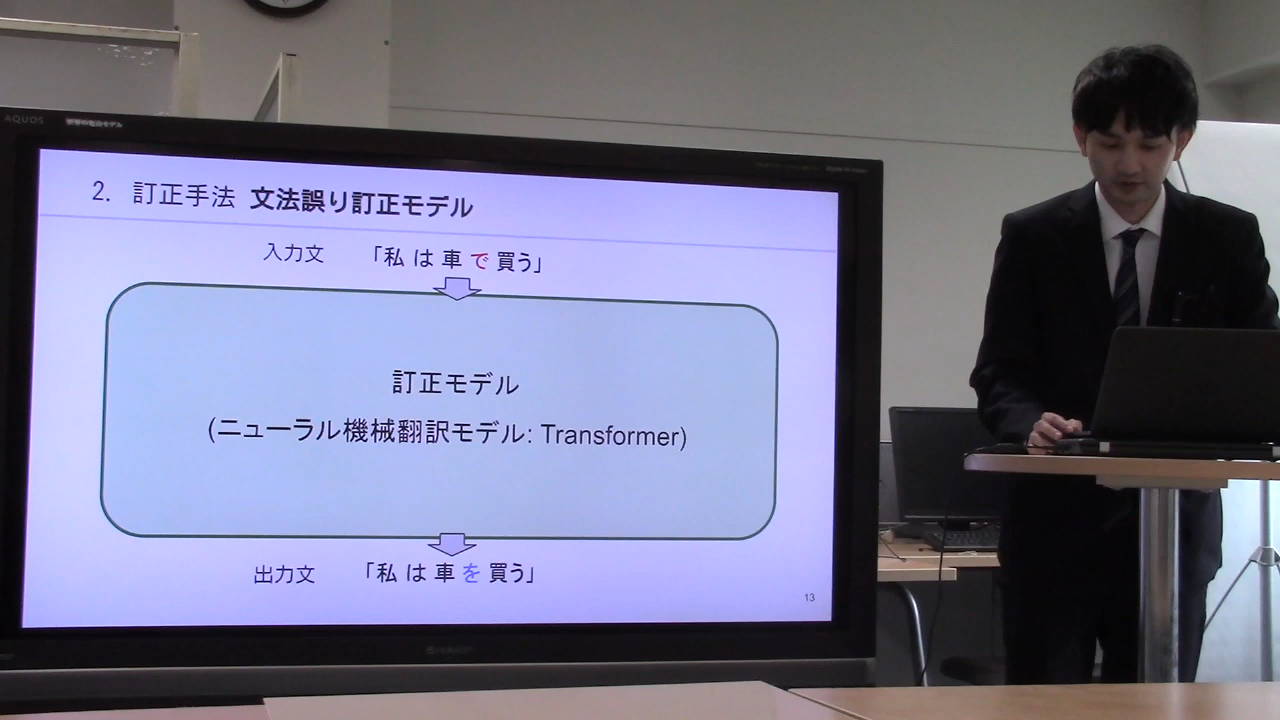 AQUOS
2. 訂正手法 文法誤り訂正モデル
入力文 「私 は 車 で 買う」
訂正モデル
(ニューラル機械翻訳モデル: Transformer)
出力文 「私 は 車 を 買う」
13
SHARP